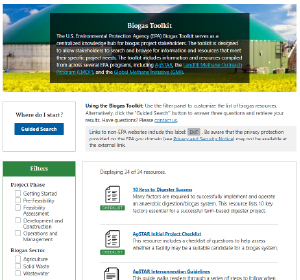 Biogas Toolkit
The U.S. Environmental Protection Agency (EPA) Biogas Toolkit serves as a
centralized knowledge hub for biogas project stakeholders. The toolkit is designed
to allow stakeholders to search and browse for information and resources that meet
their specific project needs. The toolkit includes information and resources compiled
from across several EPA programs, including AgSTAR, the Landfill Methane Outreach
Program (LMOP), and the Global Methane Initiative (GMI).
Where do I start?
Guided Search
Using the Biogas Toolkit: Use the filter panel to customize the list of biogas resources.
Alternatively, click the "Guided Search" button to answer three questions and retrieve your
results. Have questions? Please contact us.
Links to non-EPA websites include the label EXIT. Be aware that the privacy protection
provided on the EPA.gov domain (see Privacy and Security Notice) may not be available at
the external link.
Filters
Project Phase
Getting Started
Pre-Feasibility
Feasibility
Assessment
Development and
Construction
Operations and
Management
Biogas Sector
Agriculture
Solid Waste
Wastewater
Displaying 24 of 24 resources.
CHECKLIST
10 Keys to Digester Success
Many factors are required to successfully implement and operate
an anaerobic digestion/biogas system. This resource lists 10 key
factors essential for a successful farm-based digester project.
CHECKLIST
AgSTAR Initial Project Checklist
This resource includes a checklist of questions to help assess
whether a facility may be a suitable candidate for a biogas system.
AgSTAR Interconnection Guidelines
This guide walks readers through a series of steps to follow when